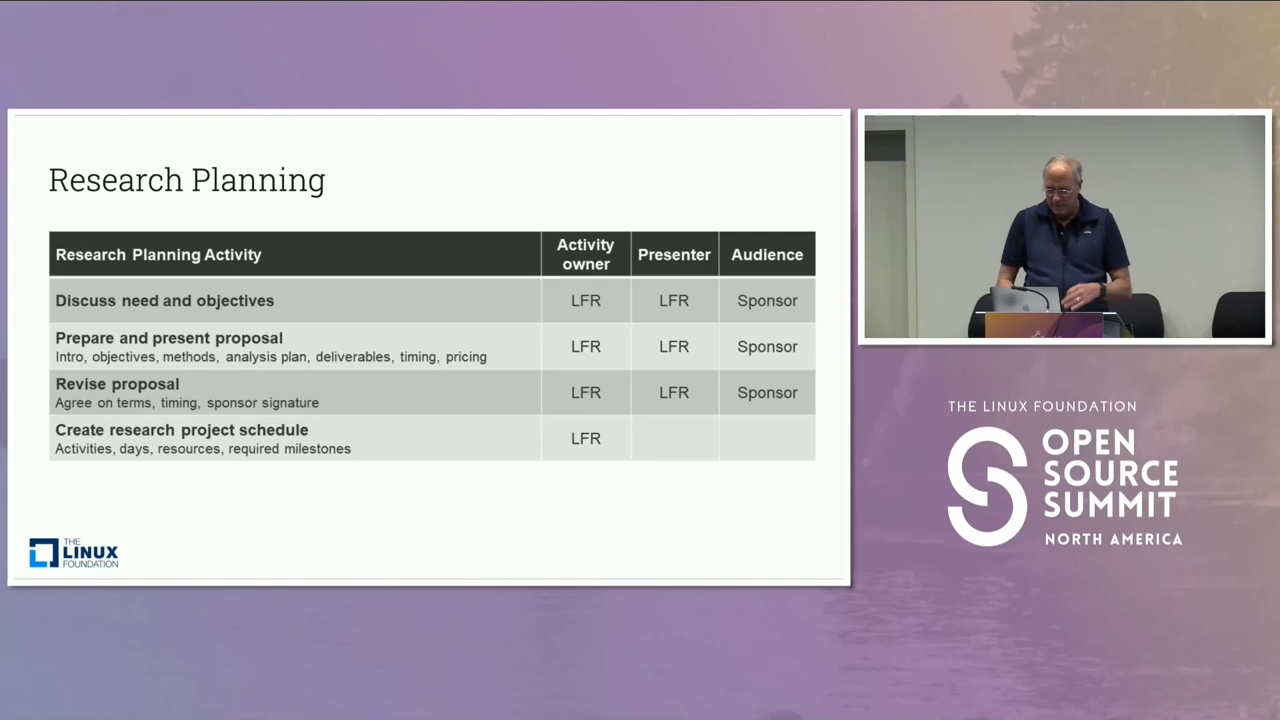 Research Planning
Research Planning Activity
Activity owner
Presenter
Audience
Discuss need and objectives
LFR
LFR
Sponsor
Prepare and present proposal
Intro, objectives, methods, analysis plan, deliverables, timing, pricing
LFR
LFR
Sponsor
Revise proposal
Agree on terms, timing, sponsor signature
LFR
LFR
Sponsor
Create research project schedule
Activities, days, resources, required milestones
LFR
THE
LINUX
FOUNDATION
THE LINUX FOUNDATION
OPEN
SOURCE
SUMMIT
NORTH AMERICA